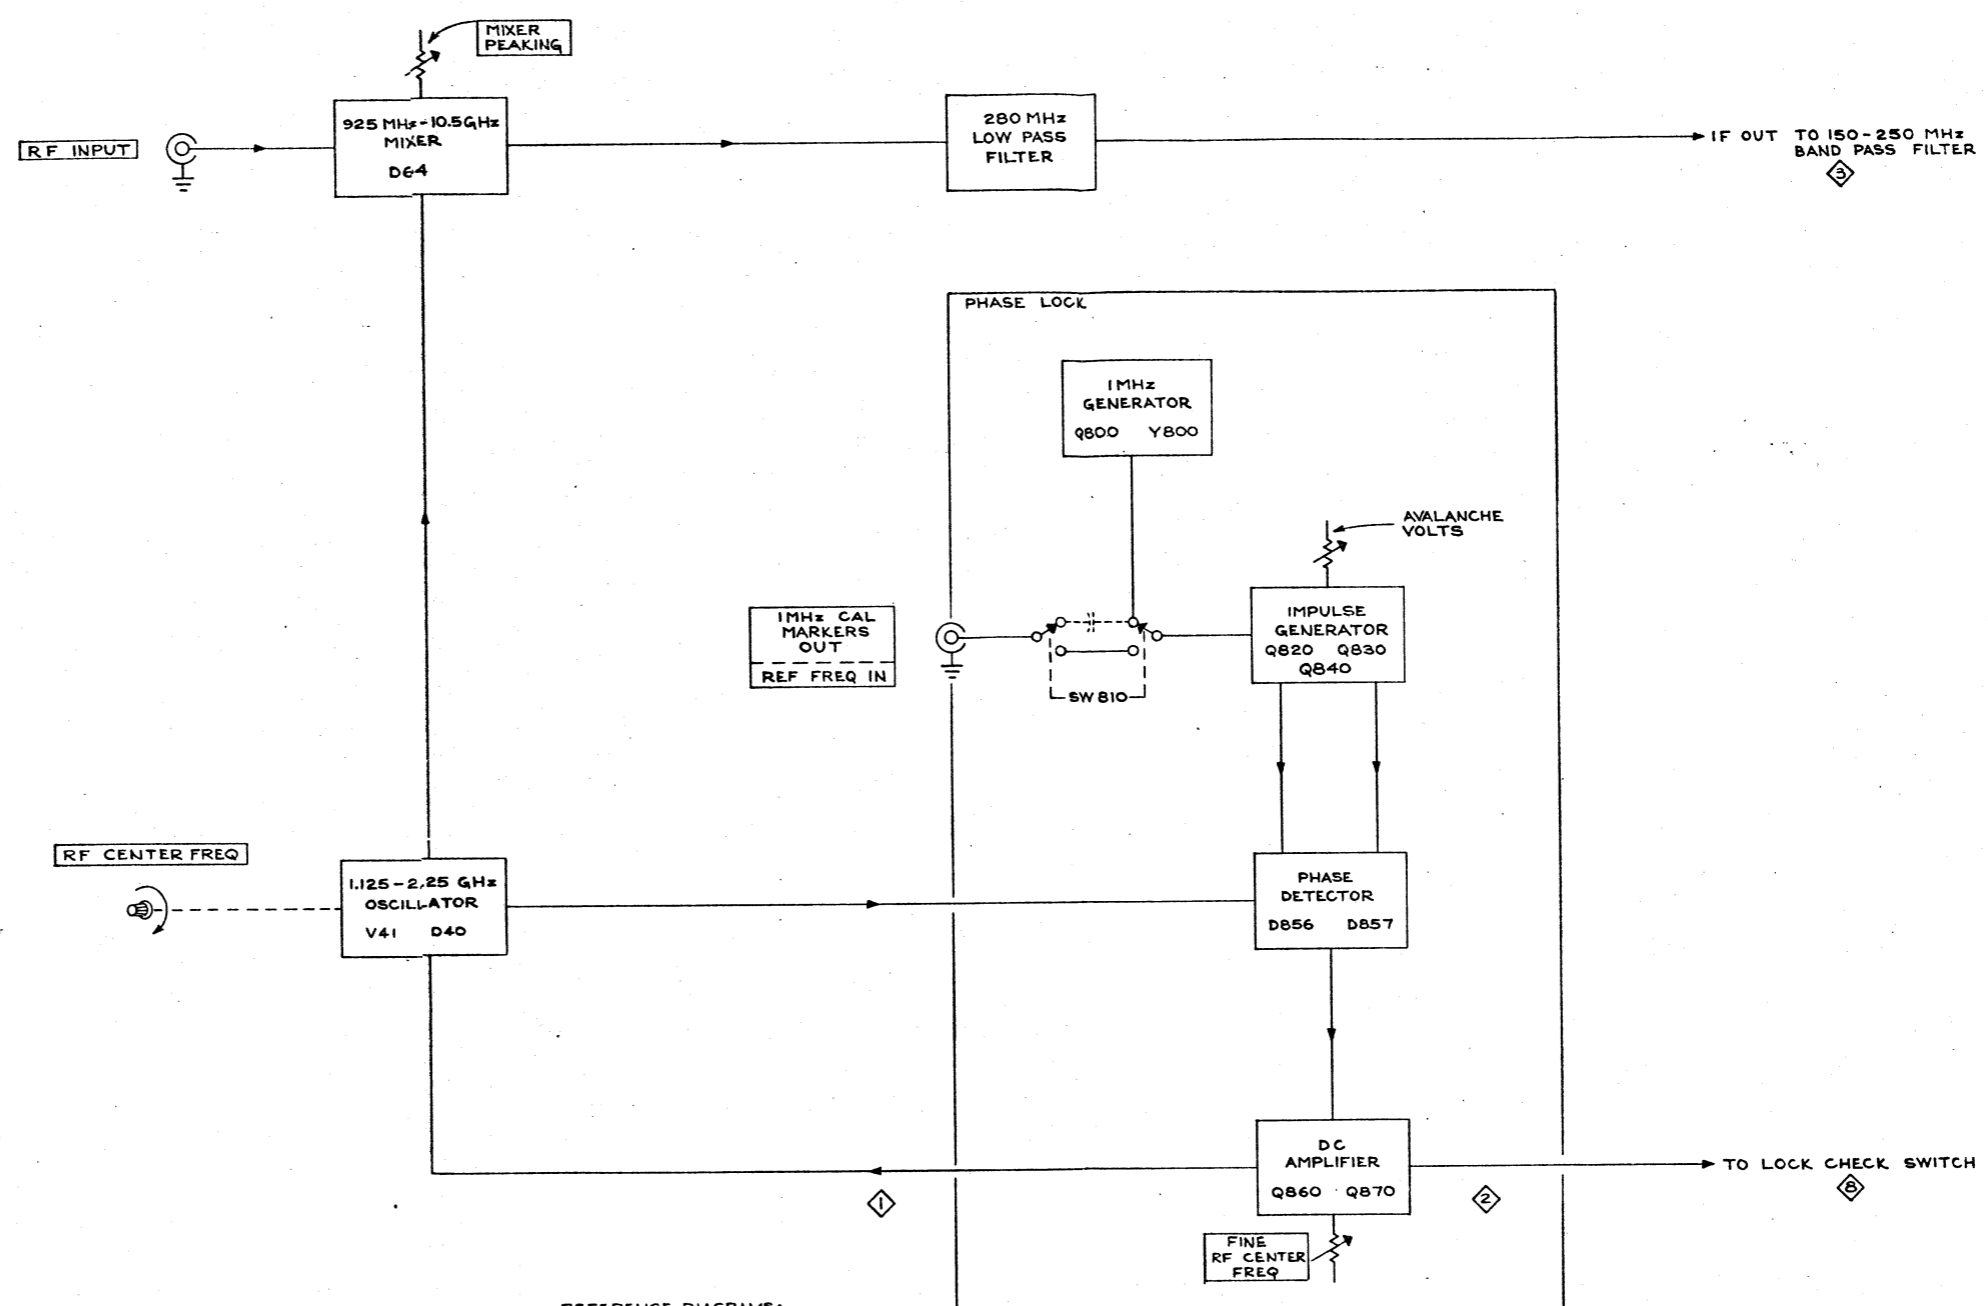 MIXER
PEAKING
RF INPUT
925 MHz-10.5GHz
MIXER
D64
280 MHz
LOW PASS
FILTER
IF OUT TO 150-250 MHz
BAND PASS FILTER
3
PHASE LOCK
1MHz
GENERATOR
Q800 Y800
AVALANCHE
VOLTS
1MHz CAL
MARKERS
OUT
REF FREQ IN
SW810
IMPULSE
GENERATOR
Q820 Q830
Q840
RF CENTER FREQ
1.125-2.25 GHz
OSCILLATOR
V41 D40
PHASE
DETECTOR
D856 D857
DC
AMPLIFIER
Q860 Q870
1
2
TO LOCK CHECK SWITCH
8
FINE
RF CENTER
FREQ
REFERENCE DIAGRAMS: